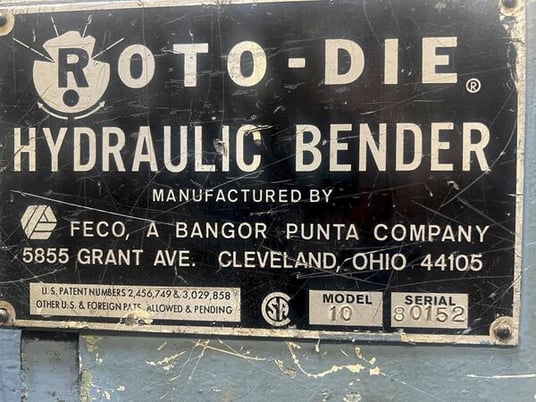 ROTO-DIE ®
HYDRAULIC BENDER
MANUFACTURED BY
FECO, A BANGOR PUNTA COMPANY
5855 GRANT AVE. CLEVELAND, OHIO 44105
U.S. PATENT NUMBERS 2,456,749 & 3,029,858
OTHER U.S. & FOREIGN PATS. ALLOWED & PENDING
SA
MODEL SERIAL
10 80152